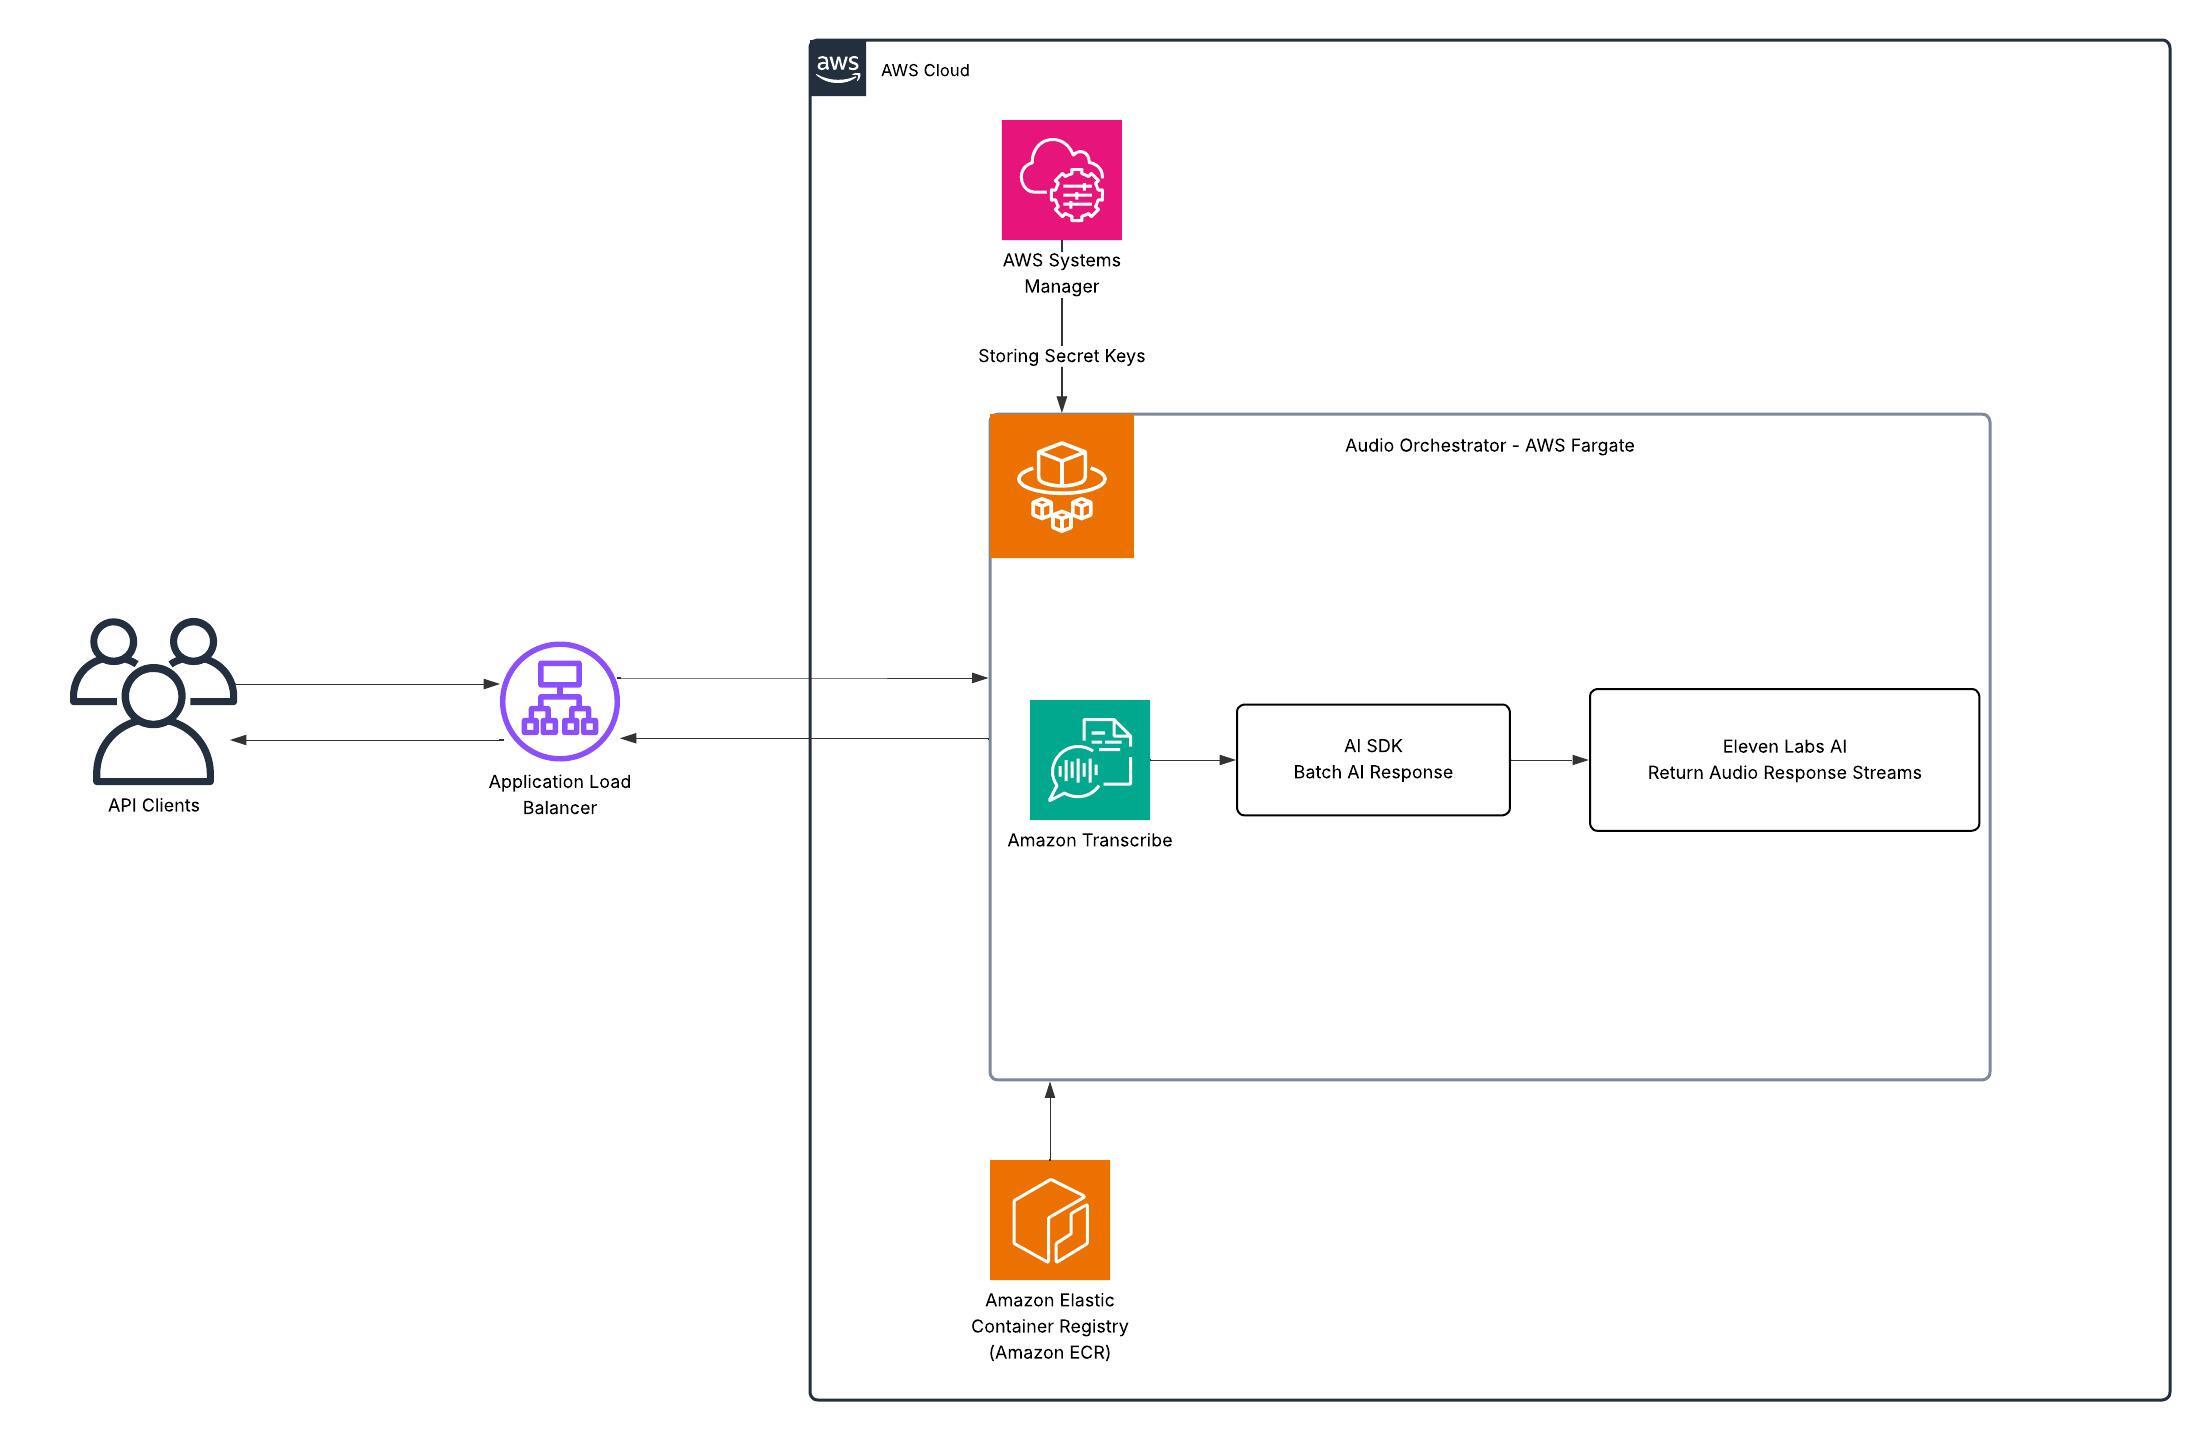 aws
AWS Cloud
AWS Systems
Manager
Storing Secret Keys
Audio Orchestrator - AWS Fargate
API Clients
Application Load
Balancer
Amazon Transcribe
AI SDK
Batch AI Response
Eleven Labs AI
Return Audio Response Streams
Amazon Elastic
Container Registry
(Amazon ECR)